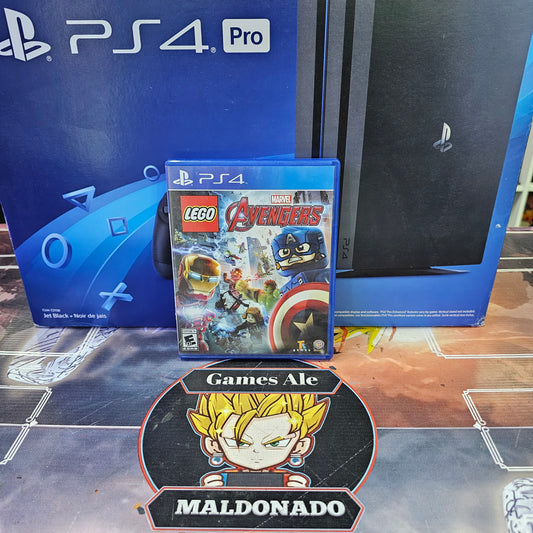 PS4 Pro
PS4
Jet Black • Noir de jais
PS4
LEGO
MARVEL
AVENGERS
Games Ale
MALDONADO